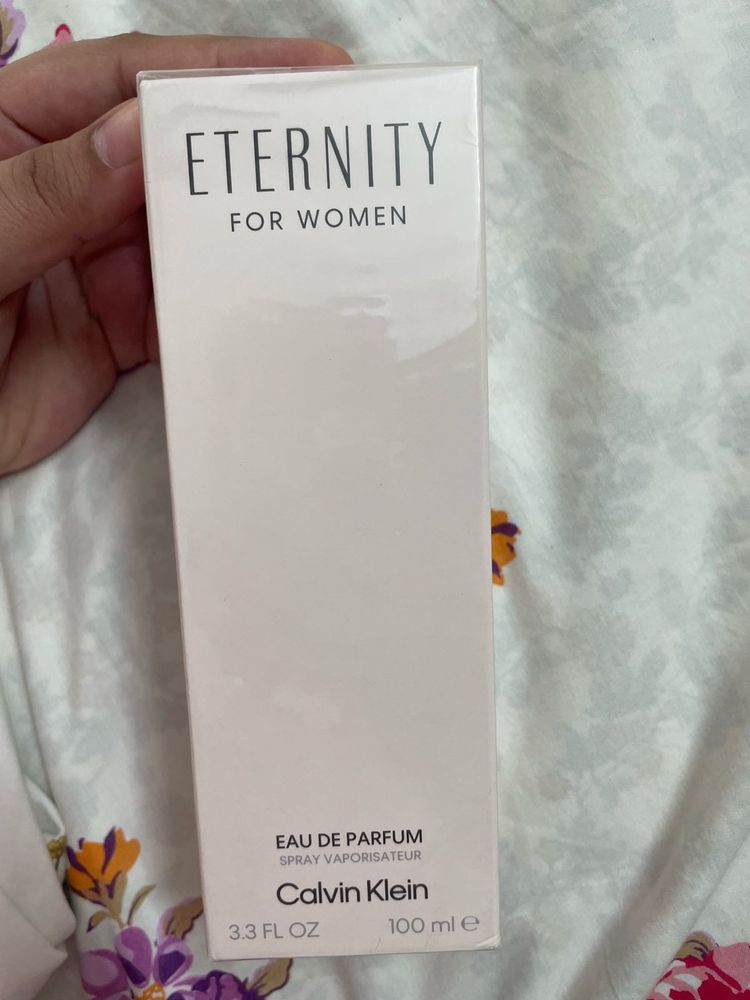 ETERNITY
FOR WOMEN
EAU DE PARFUM
SPRAY VAPORISATEUR
Calvin Klein
3.3 FL OZ 100 ml ℮